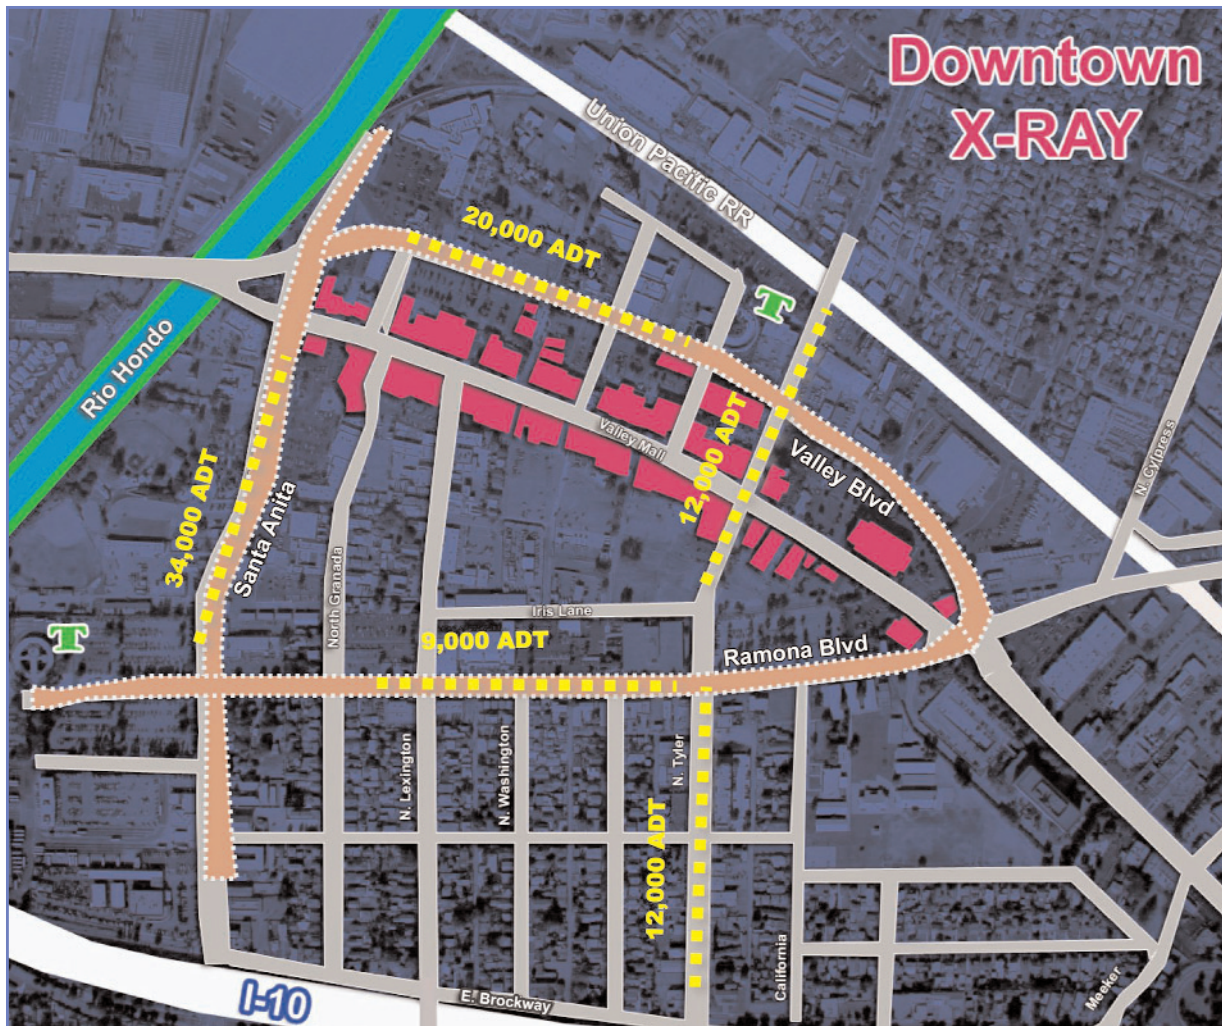 Downtown
X-RAY
Union Pacific RR
20,000 ADT
T
Rio Hondo
N. Cylpress
Valley Mall
12,000 ADT
Valley Blvd
34,000 ADT
Santa Anita
North Granada
Iris Lane
T
9,000 ADT
Ramona Blvd
N. Lexington
N. Washington
N. Tyler
12,000 ADT
California
Meeker
I-10
E. Brockway